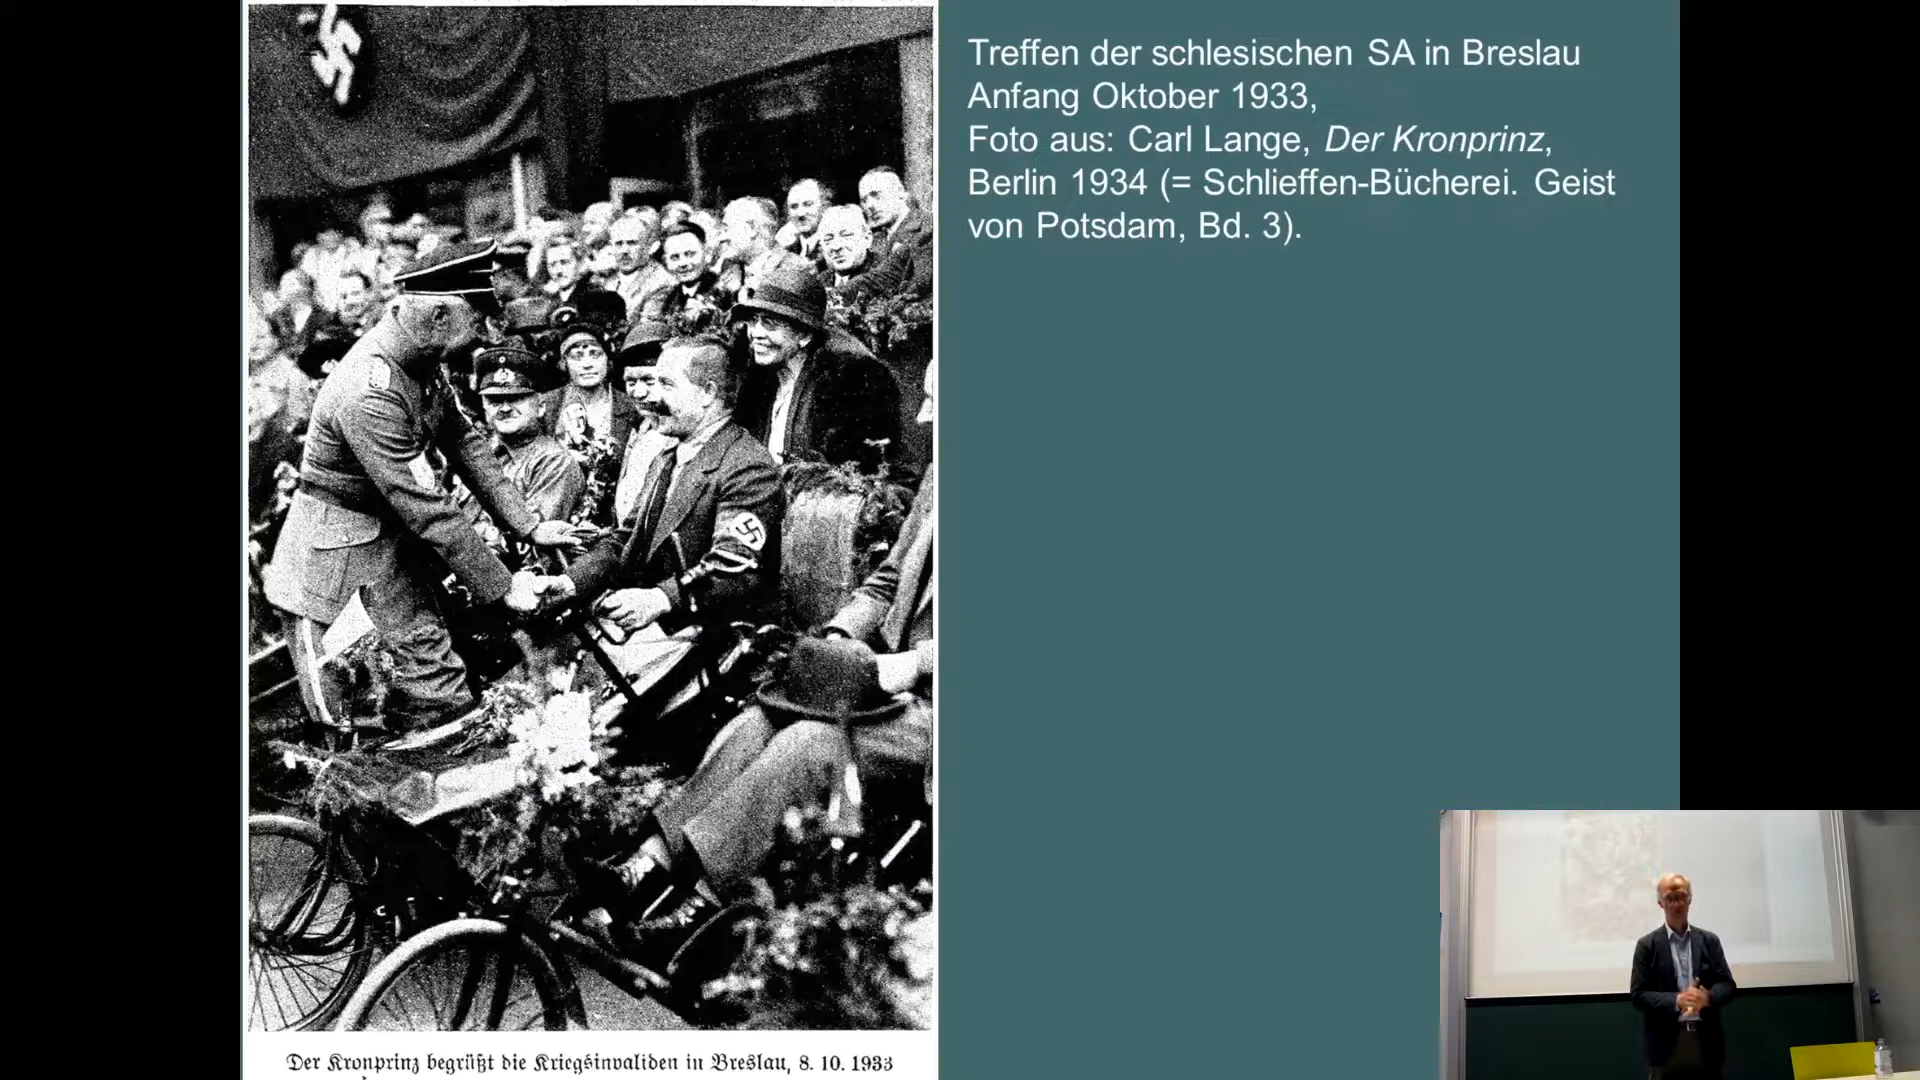 Treffen der schlesischen SA in Breslau
Anfang Oktober 1933,
Foto aus: Carl Lange, Der Kronprinz,
Berlin 1934 (= Schlieffen-Bücherei. Geist
von Potsdam, Bd. 3).
Der Kronprinz begrüßt die Kriegsinvaliden in Breslau, 8. 10. 1933